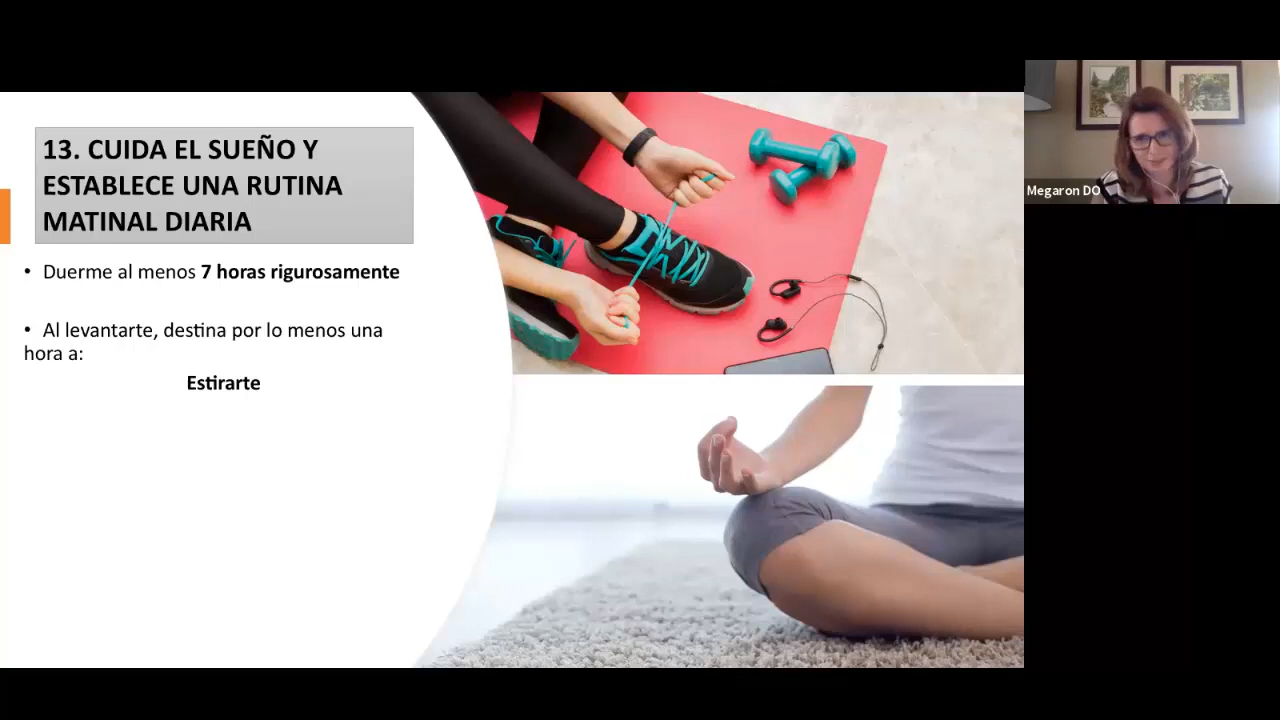 13. CUIDA EL SUEÑO Y
ESTABLECE UNA RUTINA
MATINAL DIARIA
• Duerme al menos 7 horas rigurosamente
• Al levantarte, destina por lo menos una
hora a:
Estirarte
Megaron DO